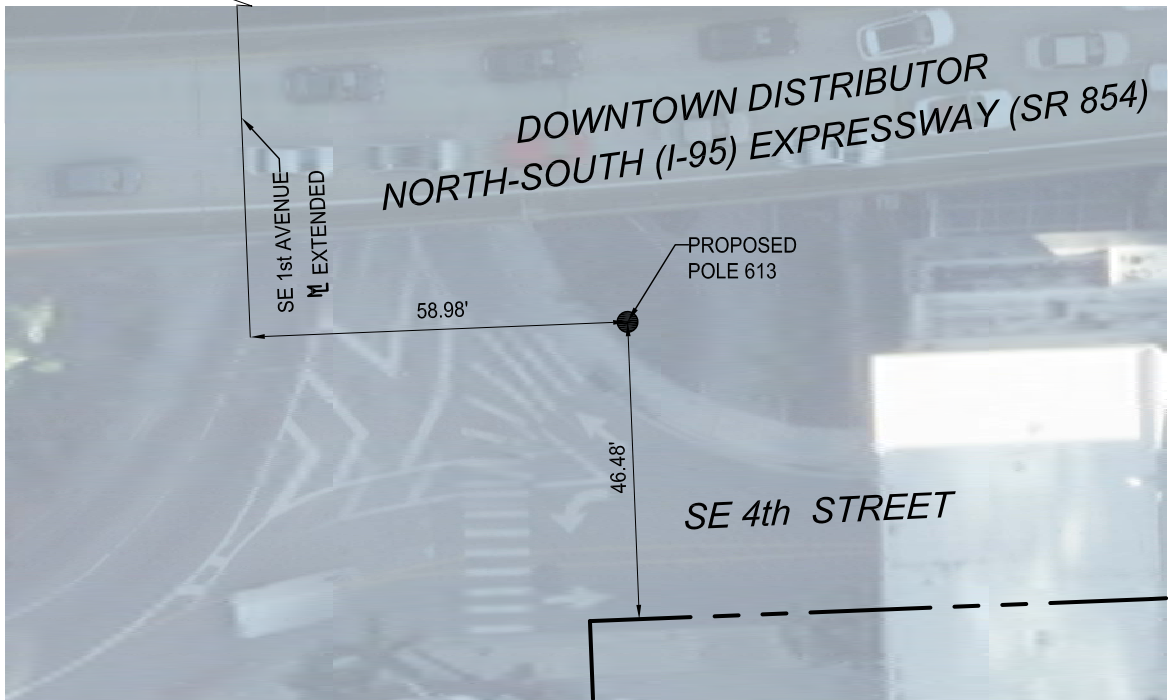 DOWNTOWN DISTRIBUTOR
NORTH-SOUTH (I-95) EXPRESSWAY (SR 854)
SE 1st AVENUE
ML EXTENDED
PROPOSED
POLE 613
58.98'
46.48'
SE 4th STREET